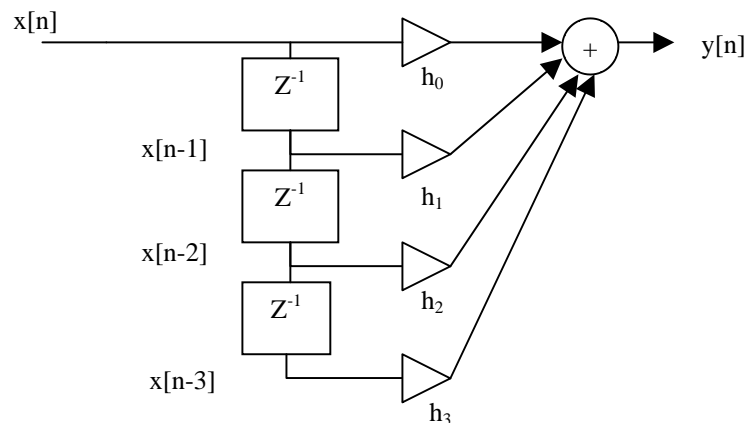 x[n]
+
y[n]
h₀
Z⁻¹
x[n-1]
h₁
Z⁻¹
x[n-2]
h₂
Z⁻¹
x[n-3]
h₃